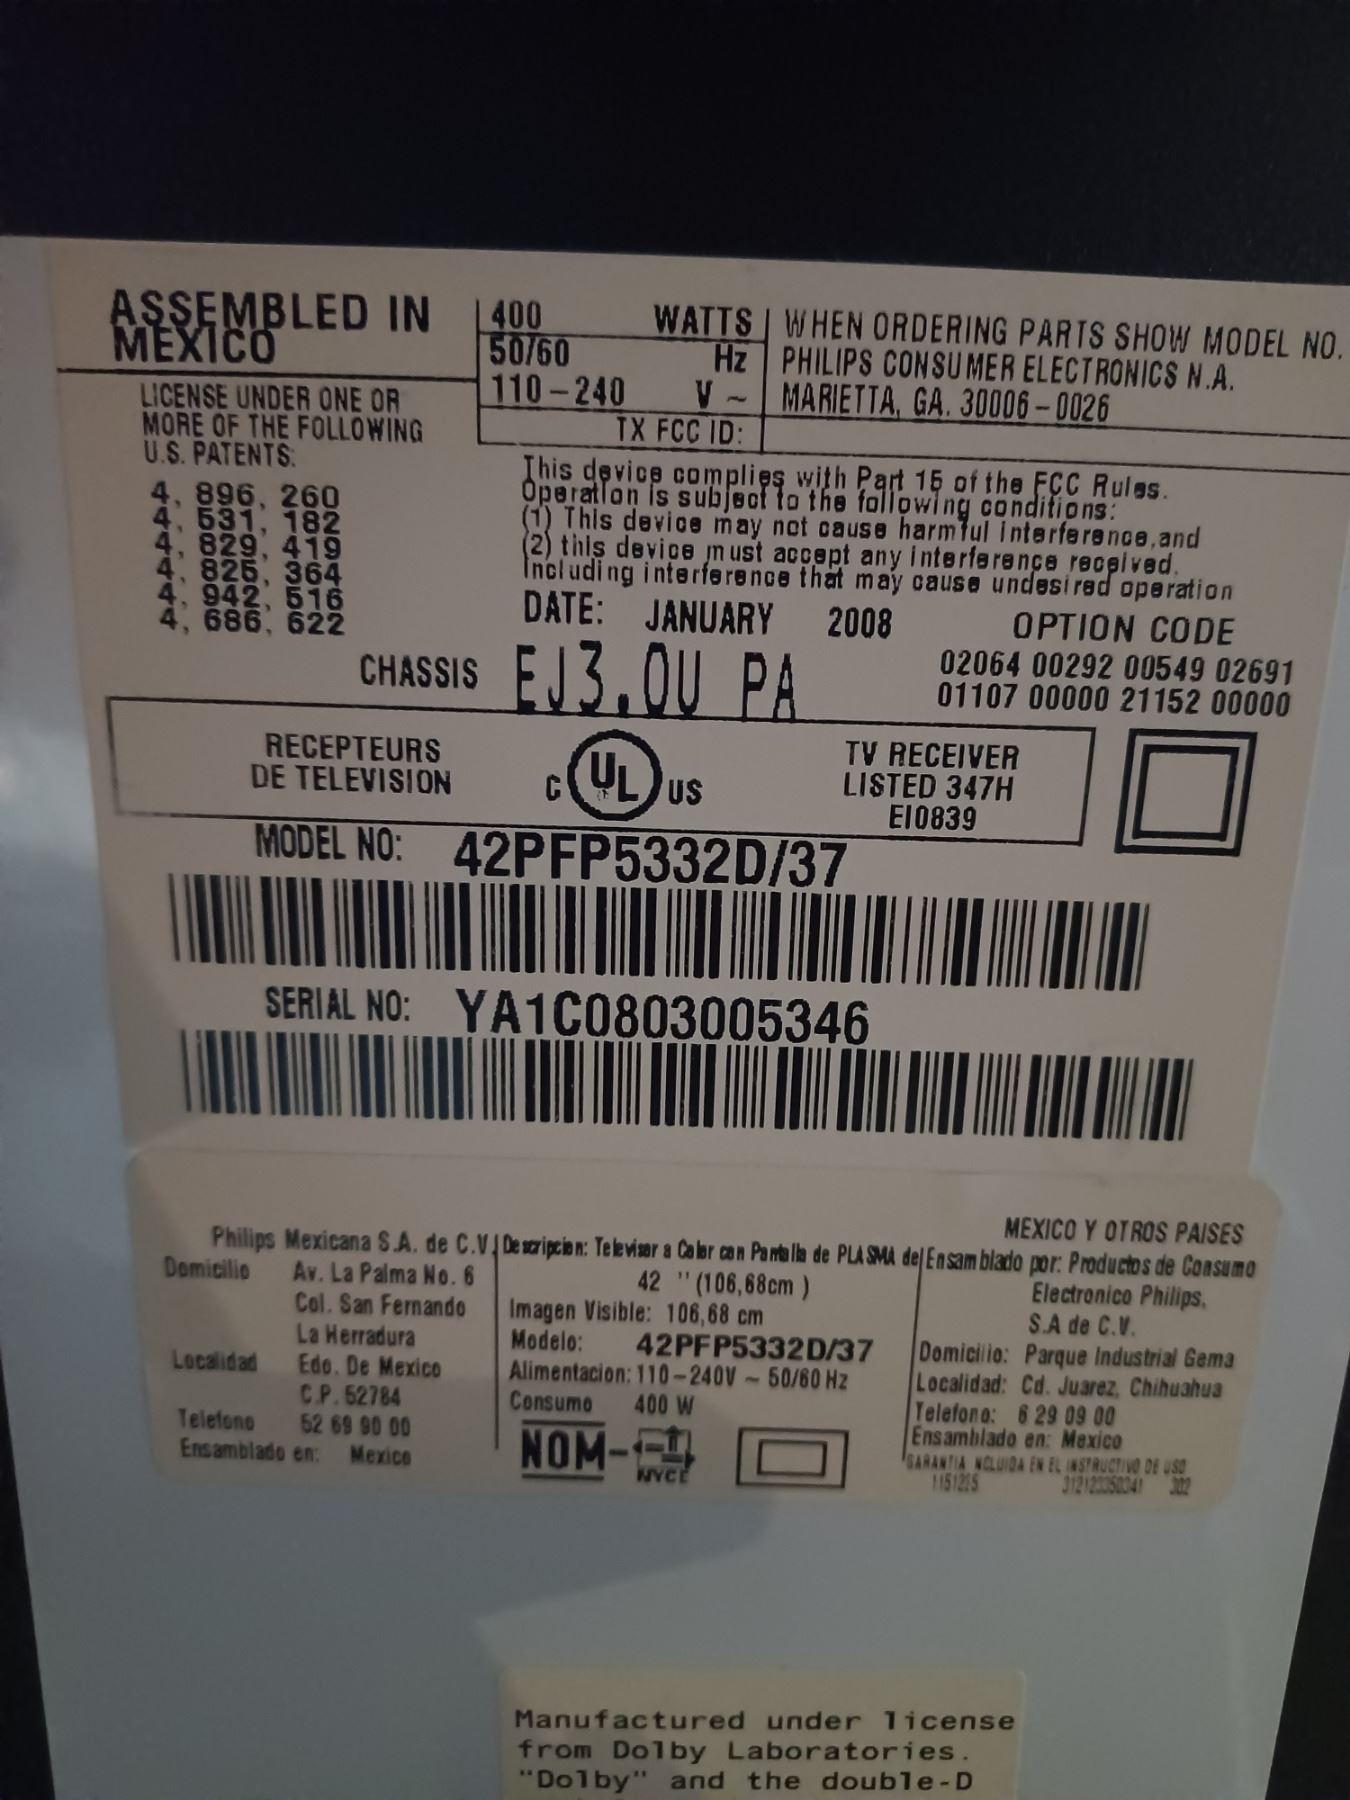 ASSEMBLED IN
MEXICO
400 WATTS
50/60 Hz
110-240 V ~
TX FCC ID:
WHEN ORDERING PARTS SHOW MODEL NO.
PHILIPS CONSUMER ELECTRONICS N.A.
MARIETTA, GA. 30006-0026
LICENSE UNDER ONE OR
MORE OF THE FOLLOWING
U.S. PATENTS:
4, 896, 260
4, 531, 182
4, 829, 419
4, 825, 364
4, 942, 516
4, 686, 622
This device complies with Part 15 of the FCC Rules.
Operation is subject to the following conditions:
(1) This device may not cause harmful interference,and
(2) this device must accept any interference received,
Including interference that may cause undesired operation
DATE: JANUARY 2008
OPTION CODE
02064 00292 00549 02691
01107 00000 21152 00000
CHASSIS EJ3.0U PA
RECEPTEURS
DE TELEVISION
C UL US
TV RECEIVER
LISTED 347H
EI0839
MODEL NO: 42PFP5332D/37
SERIAL NO: YA1C0803005346
Philips Mexicana S.A. de C.V.
Domicilio Av. La Palma No. 6
Col. San Fernando
La Herradura
Localidad Edo. De Mexico
C.P. 52784
Telefono 52 69 90 00
Ensamblado en: Mexico
Descripcion: Televisor a Color con Pantalla de PLASMA de
42 "(106,68cm )
Imagen Visible: 106,68 cm
Modelo: 42PFP5332D/37
Alimentacion: 110-240V ~ 50/60 Hz
Consumo 400 W
NOM-
NYCE
MEXICO Y OTROS PAISES
Ensamblado por: Productos de Consumo
Electronico Philips,
S.A de C.V.
Domicilio: Parque Industrial Gema
Localidad: Cd. Juarez, Chihuahua
Telefono: 6 29 09 00
Ensamblado en: Mexico
GARANTIA NCLUIDA EN EL INSTRUCTIVO DE USO
1151225 302
Manufactured under license
from Dolby Laboratories.
"Dolby" and the double-D